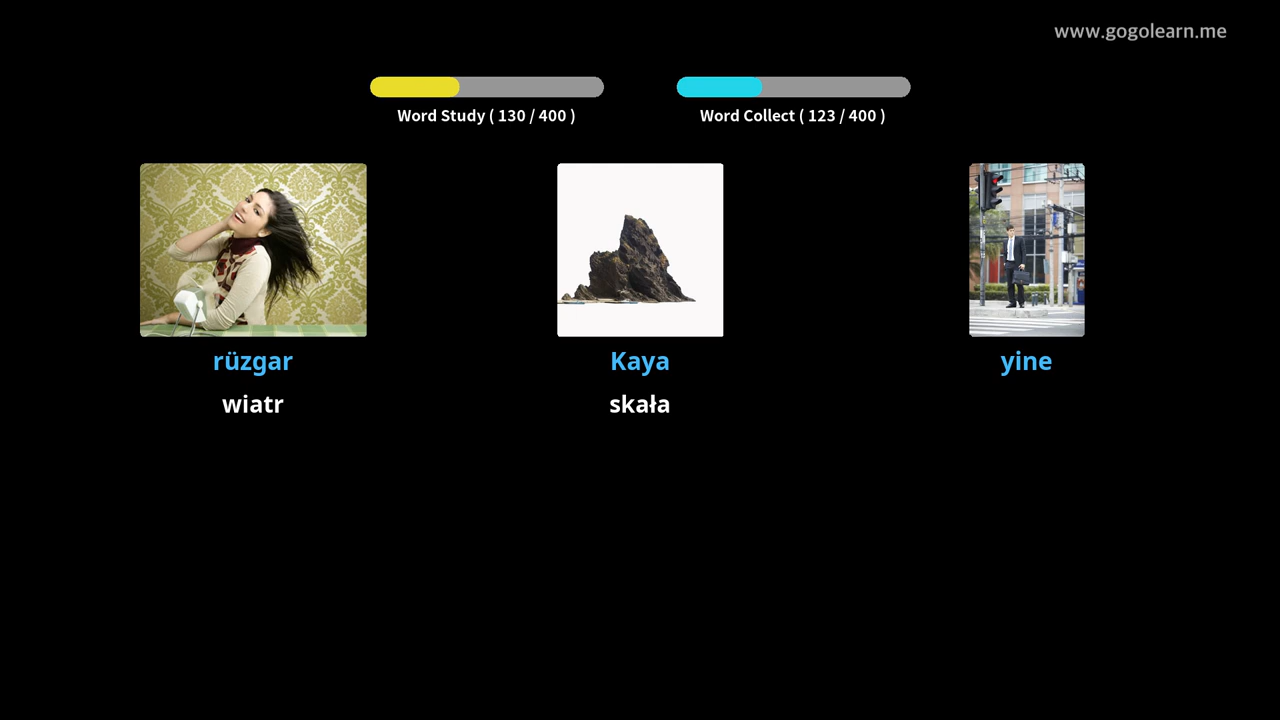 www.gogolearn.me
Word Study ( 130 / 400 )
Word Collect ( 123 / 400 )
rüzgar
Kaya
yine
wiatr
skała